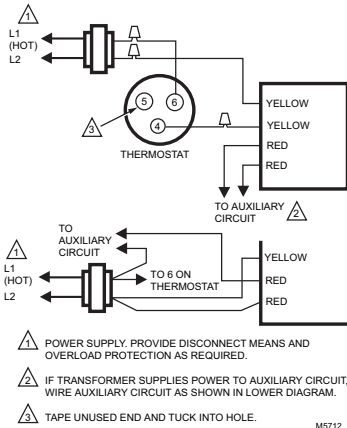 1
L1
(HOT)
L2
5
6
4
3
THERMOSTAT
YELLOW
YELLOW
RED
RED
TO AUXILIARY
CIRCUIT
2
TO
AUXILIARY
CIRCUIT
1
L1
(HOT)
L2
TO 6 ON
THERMOSTAT
YELLOW
RED
RED
1 POWER SUPPLY. PROVIDE DISCONNECT MEANS AND
OVERLOAD PROTECTION AS REQUIRED.
2 IF TRANSFORMER SUPPLIES POWER TO AUXILIARY CIRCUIT,
WIRE AUXILIARY CIRCUIT AS SHOWN IN LOWER DIAGRAM.
3 TAPE UNUSED END AND TUCK INTO HOLE.
M5712